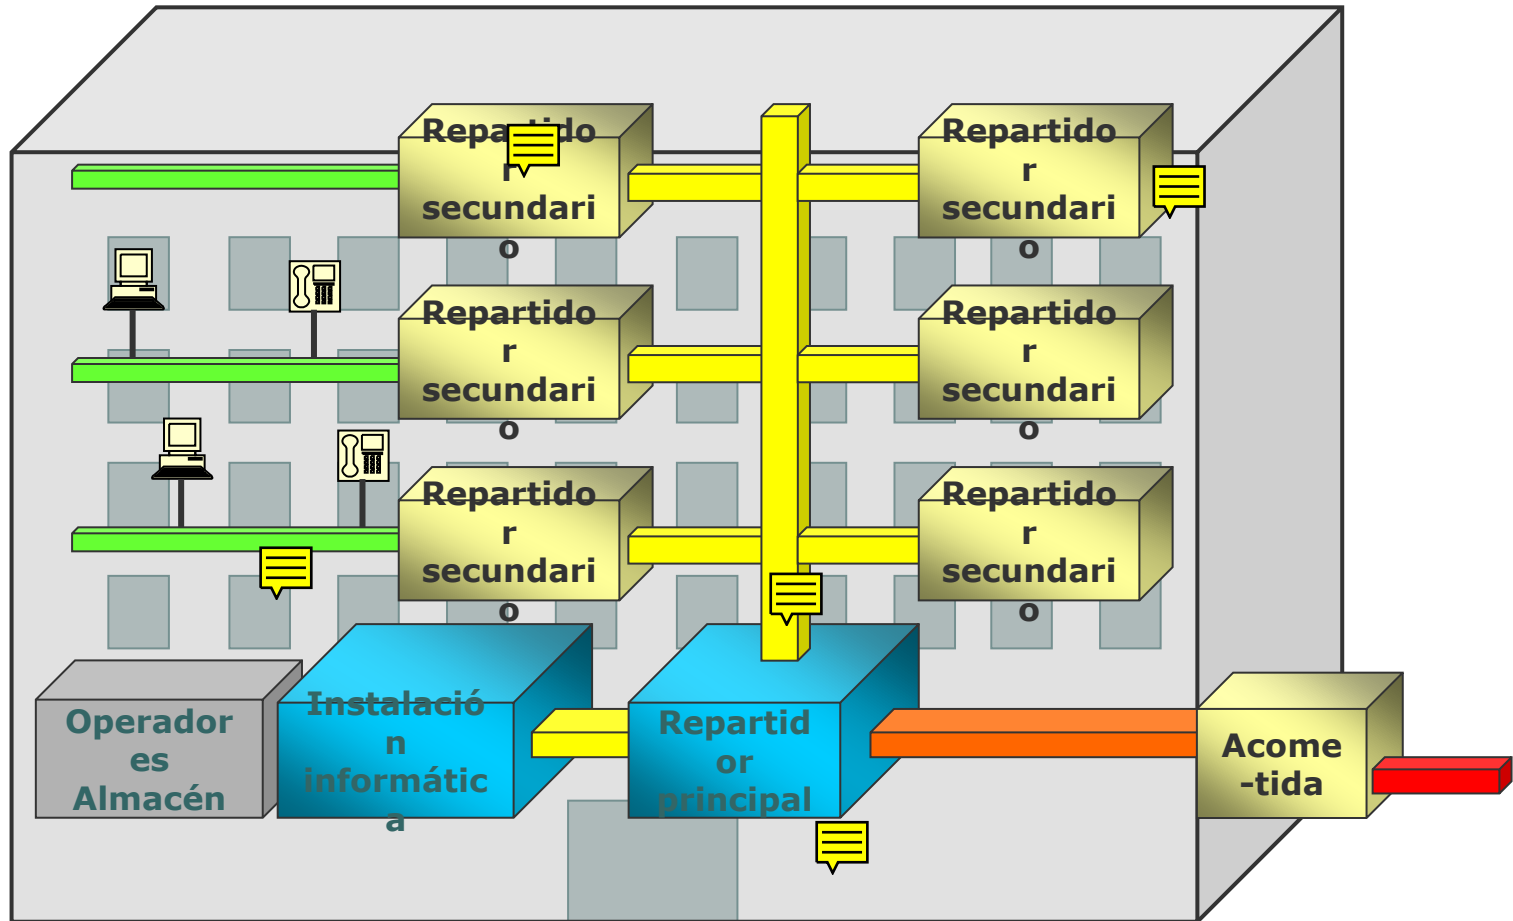 Repartido
r
secundari
o
Repartido
r
secundari
o
Repartido
r
secundari
o
Repartido
r
secundari
o
Repartido
r
secundari
o
Repartido
r
secundari
o
Operador
es
Almacén
Instalació
n
informátic
a
Repartid
or
principal
Acome
-tida